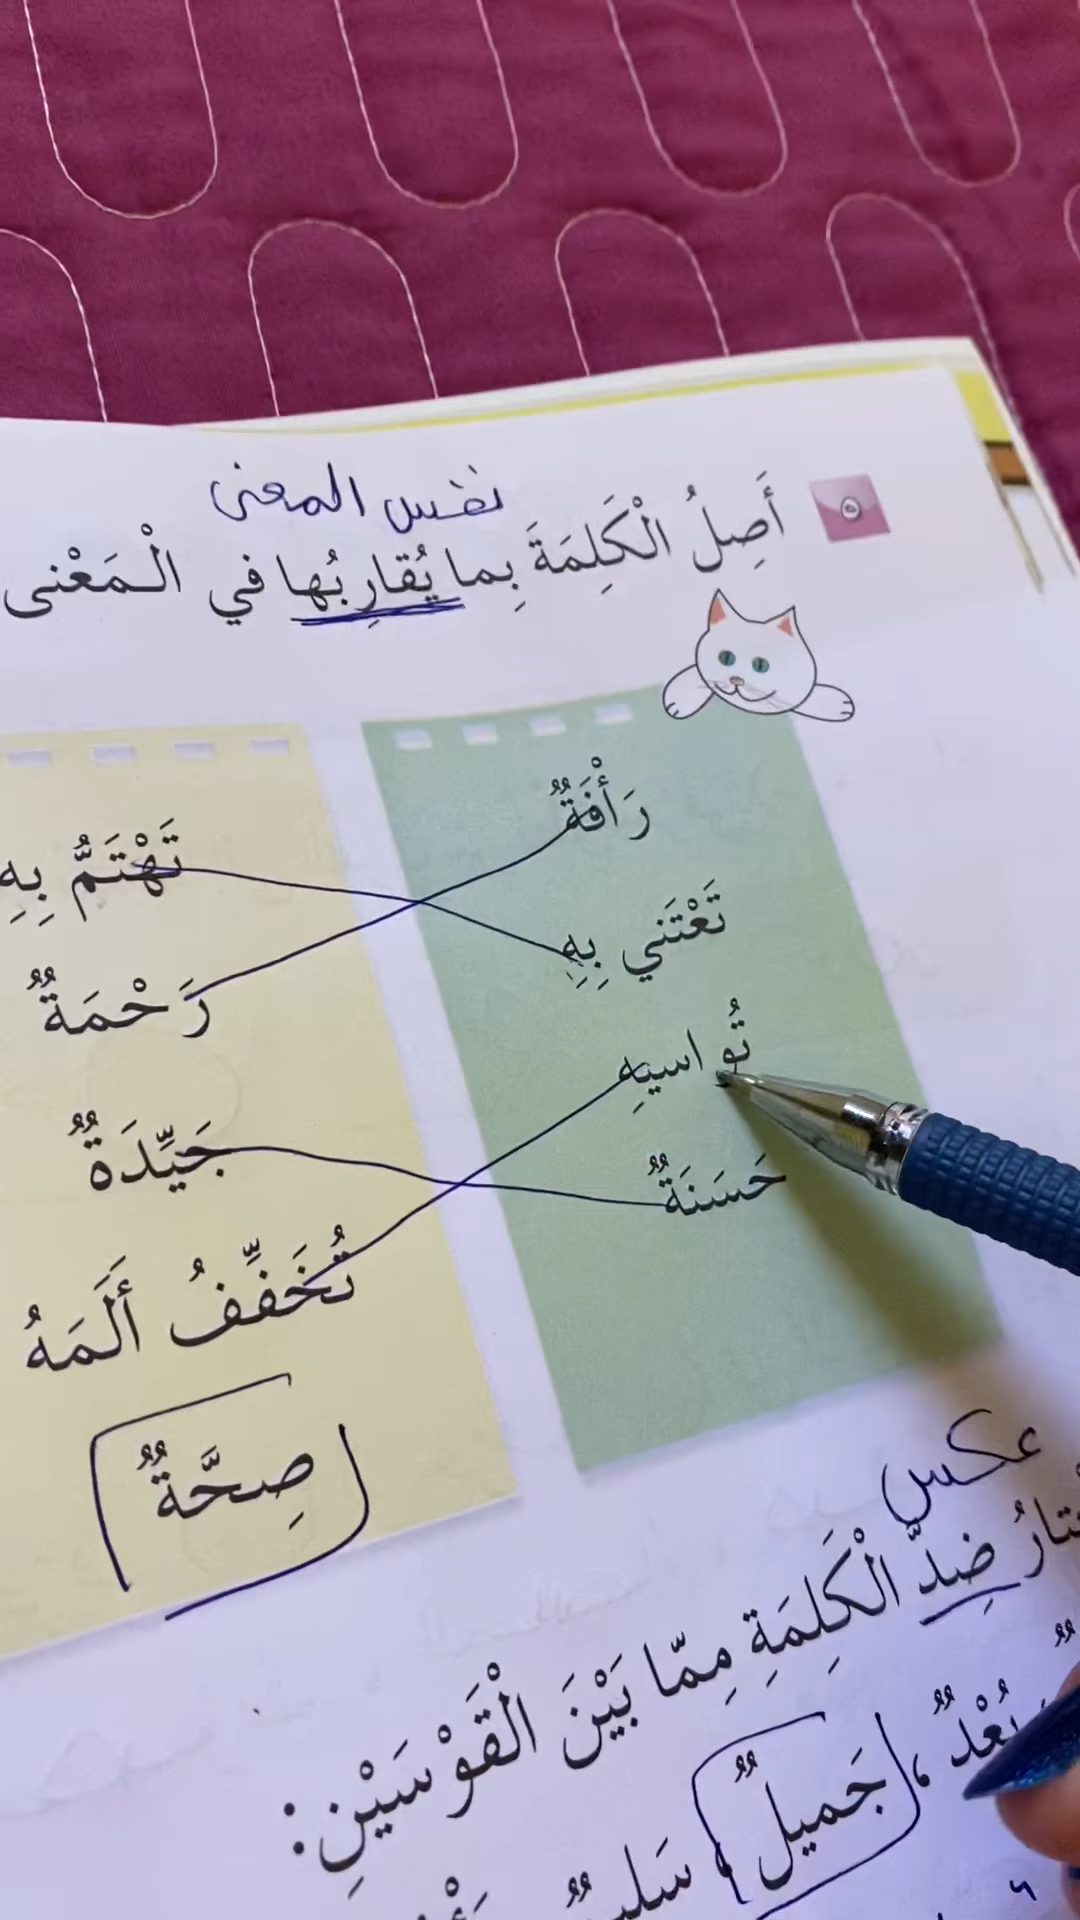 نفس المعنى
٥ أَصِلُ الْكَلِمَةَ بِما يُقارِبُها في الْمَعْنى
رَأْفَةٌ
تَعْتَني بِهِ
تُواسيهِ
حَسَنَةٌ
تَهْتَمُّ بِهِ
رَحْمَةٌ
جَيِّدَةٌ
تُخَفِّفُ أَلَمَهُ
صِحَّةٌ
عكس
ضِدَّ الْكَلِمَةِ مِمّا بَيْنَ الْقَوْسَيْنِ:
بُعْدٌ، جَميلٌ